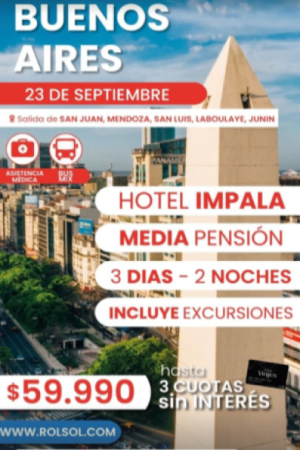 BUENOS
AIRES
23 DE SEPTIEMBRE
Salida de SAN JUAN, MENDOZA, SAN LUIS, LABOULAYE, JUNIN
ASISTENCIA
MÉDICA
BUS
MIX
HOTEL IMPALA
MEDIA PENSIÓN
3 DIAS - 2 NOCHES
INCLUYE EXCURSIONES
$59.990
hasta
3 CUOTAS
sin INTERÉS
WWW.ROLSOL.COM